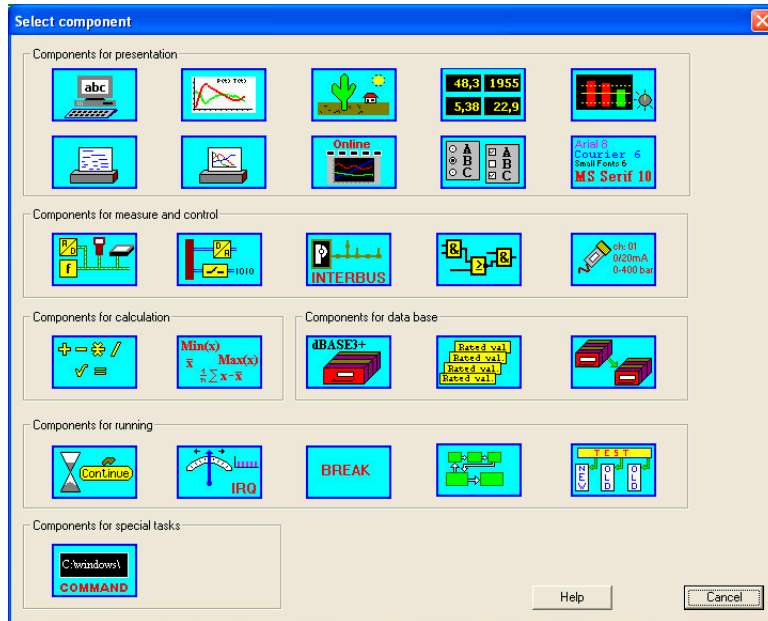 Select component
Components for presentation
abc
P(t) T(t)
48,3 1955
5,38 22,9
Online
A
B
C
A
B
C
Arial 8
Courier 6
Small Fonts 6
MS Serif 10
Components for measure and control
A/D
f
D/A
1010
INTERBUS
&
≥1
&
ch: 01
0/20mA
0-400 bar
Components for calculation
+ - * /
√ =
Min(x)
x̅ Max(x)
1/n ∑ x-x̅
Components for data base
dBASE3+
Rated val
Rated val.
Rated val.
Rated val.
Components for running
Continue
IRQ
BREAK
TEST
NEW
OLD
OLD
Components for special tasks
C:\windows\
COMMAND
Help
Cancel